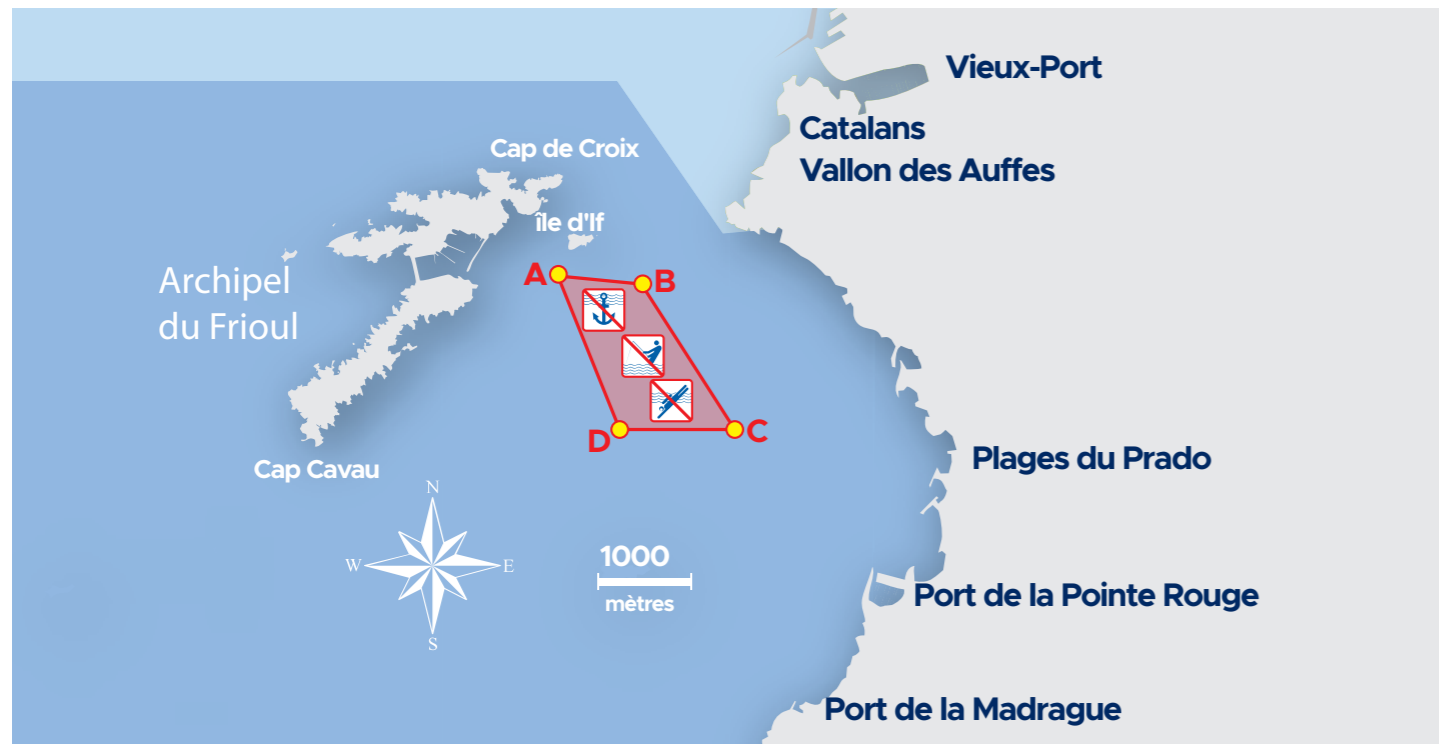 Vieux-Port
Catalans
Vallon des Auffes
Cap de Croix
île d'If
Archipel
du Frioul
A
B
D
C
Cap Cavau
Plages du Prado
N
W
E
S
1000
mètres
Port de la Pointe Rouge
Port de la Madrague